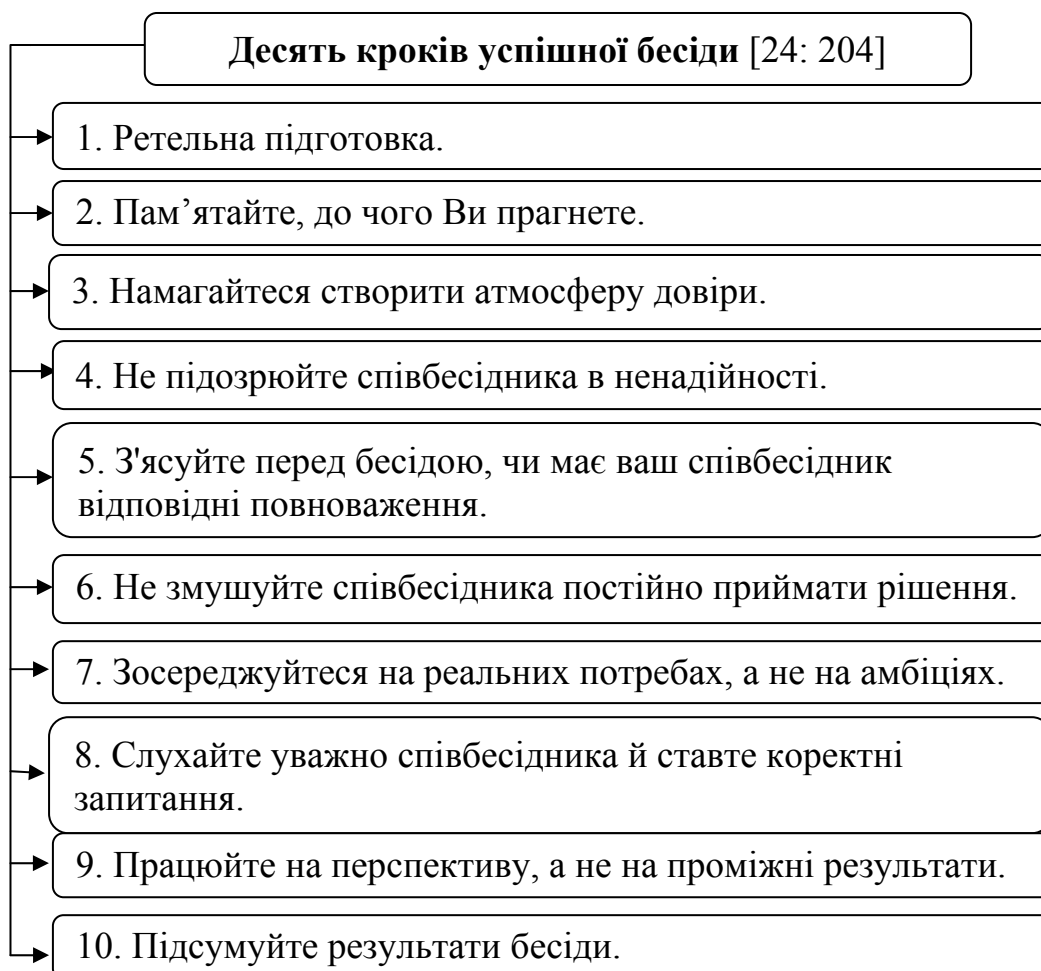 Десять кроків успішної бесіди [24: 204]
1. Ретельна підготовка.
2. Пам’ятайте, до чого Ви прагнете.
3. Намагайтеся створити атмосферу довіри.
4. Не підозрюйте співбесідника в ненадійності.
5. З'ясуйте перед бесідою, чи має ваш співбесідник
відповідні повноваження.
6. Не змушуйте співбесідника постійно приймати рішення.
7. Зосереджуйтеся на реальних потребах, а не на амбіціях.
8. Слухайте уважно співбесідника й ставте коректні
запитання.
9. Працюйте на перспективу, а не на проміжні результати.
10. Підсумуйте результати бесіди.